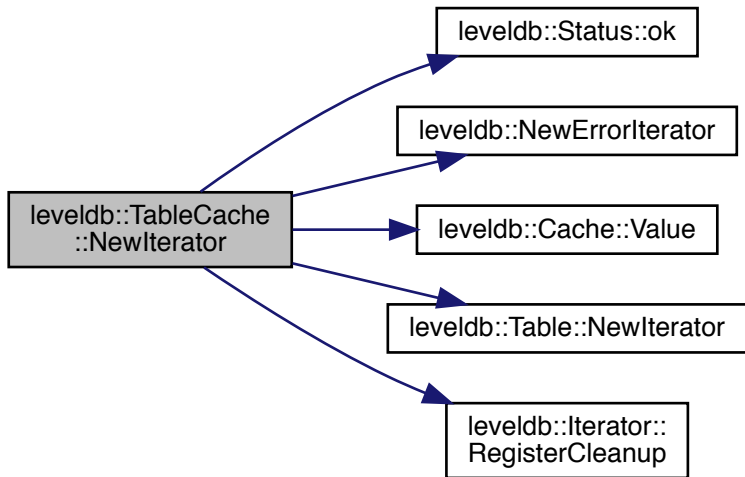 leveldb::TableCache
::NewIterator
leveldb::Status::ok
leveldb::NewErrorIterator
leveldb::Cache::Value
leveldb::Table::NewIterator
leveldb::Iterator::
RegisterCleanup